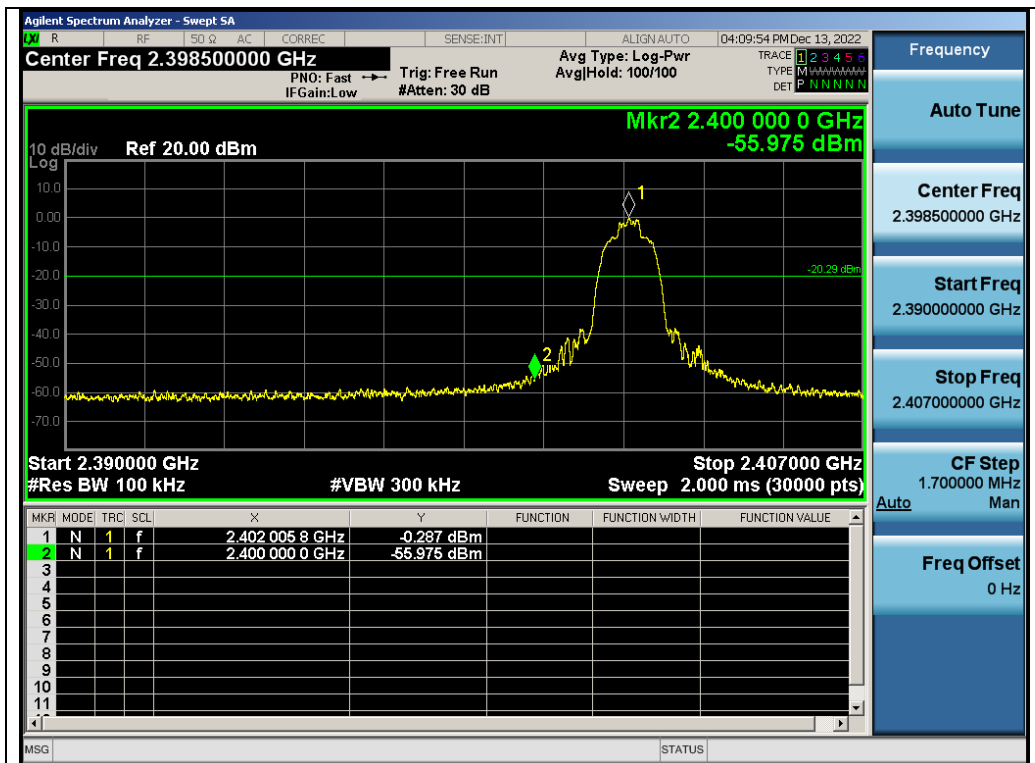 Agilent Spectrum Analyzer - Swept SA
LXI R RF 50 Ω AC CORREC SENSE:INT ALIGN AUTO 04:09:54 PM Dec 13, 2022
Center Freq 2.398500000 GHz
PNO: Fast
IFGain:Low
Trig: Free Run
#Atten: 30 dB
Avg Type: Log-Pwr
Avg|Hold: 100/100
TRACE 1 2 3 4 5 6
TYPE M
DET P N N N N N
Mkr2 2.400 000 0 GHz
-55.975 dBm
10 dB/div Ref 20.00 dBm
Log
10.0
0.00
-10.0
-20.0
-30.0
-40.0
-50.0
-60.0
-70.0
1
2
-20.29 dBm
Start 2.390000 GHz Stop 2.407000 GHz
#Res BW 100 kHz #VBW 300 kHz Sweep 2.000 ms (30000 pts)
MKR MODE TRC SCL X Y FUNCTION FUNCTION WIDTH FUNCTION VALUE
1 N 1 f 2.402 005 8 GHz -0.287 dBm
2 N 1 f 2.400 000 0 GHz -55.975 dBm
3
4
5
6
7
8
9
10
11
MSG STATUS
Frequency
Auto Tune
Center Freq
2.398500000 GHz
Start Freq
2.390000000 GHz
Stop Freq
2.407000000 GHz
CF Step
1.700000 MHz
Auto Man
Freq Offset
0 Hz